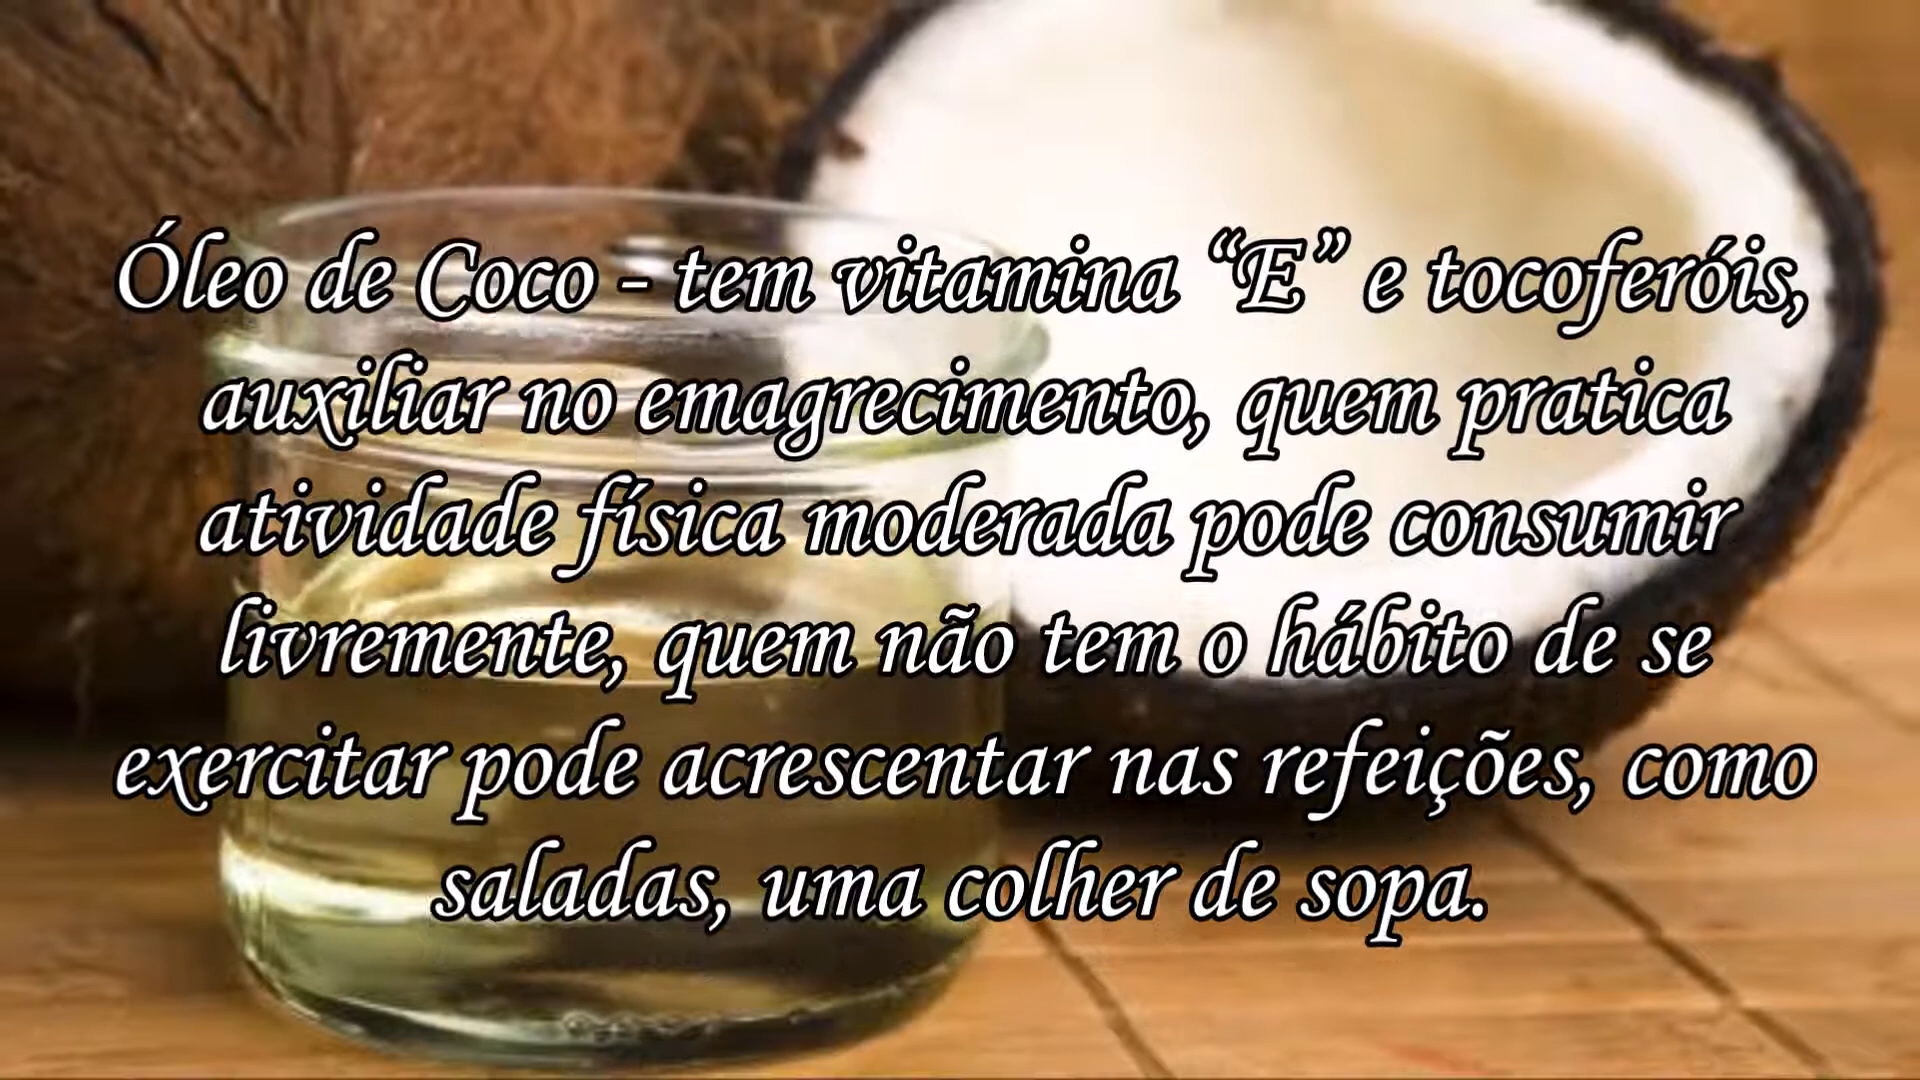 Óleo de Coco - tem vitamina “E” e tocoferóis,
auxiliar no emagrecimento, quem pratica
atividade física moderada pode consumir
livremente, quem não tem o hábito de se
exercitar pode acrescentar nas refeições, como
saladas, uma colher de sopa.